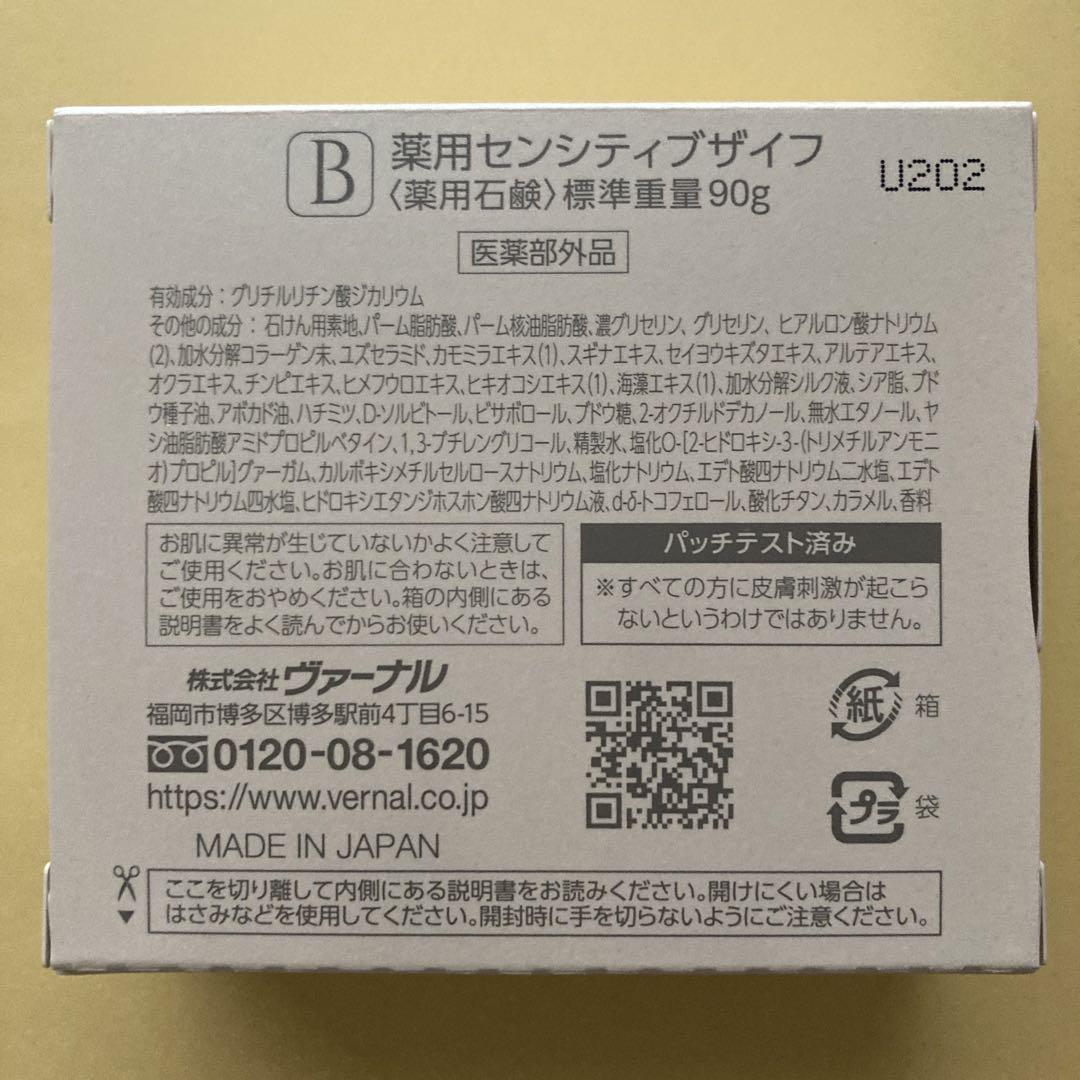 B
薬用センシティブザイフ
〈薬用石鹸〉標準重量90g
U202
医薬部外品
有効成分：グリチルリチン酸ジカリウム
その他の成分：石けん用素地、パーム脂肪酸、パーム核油脂肪酸、濃グリセリン、グリセリン、ヒアルロン酸ナトリウム
(2)、加水分解コラーゲン末、ユズセラミド、カモミラエキス(1)、スギナエキス、セイヨウキズタエキス、アルテアエキス、
オクラエキス、チンピエキス、ヒメフウロエキス、ヒキオコシエキス(1)、海藻エキス(1)、加水分解シルク液、シア脂、ブド
ウ種子油、アボカド油、ハチミツ、D-ソルビトール、ビサボロール、ブドウ糖、2-オクチルドデカノール、無水エタノール、ヤ
シ油脂肪酸アミドプロピルベタイン、1,3-ブチレングリコール、精製水、塩化O-[2-ヒドロキシ-3-(トリメチルアンモニ
オ)プロピル]グァーガム、カルボキシメチルセルロースナトリウム、塩化ナトリウム、エデト酸四ナトリウム二水塩、エデト
酸四ナトリウム四水塩、ヒドロキシエタンジホスホン酸四ナトリウム液、d-δ-トコフェロール、酸化チタン、カラメル、香料
お肌に異常が生じていないかよく注意して
ご使用ください。お肌に合わないときは、
ご使用をおやめください。箱の内側にある
説明書をよく読んでからお使いください。
パッチテスト済み
※すべての方に皮膚刺激が起こら
ないというわけではありません。
株式会社ヴァーナル
福岡市博多区博多駅前4丁目6-15
0120-08-1620
https://www.vernal.co.jp
MADE IN JAPAN
紙 箱
プラ 袋
ここを切り離して内側にある説明書をお読みください。開けにくい場合は
はさみなどを使用してください。開封時に手を切らないようにご注意ください。